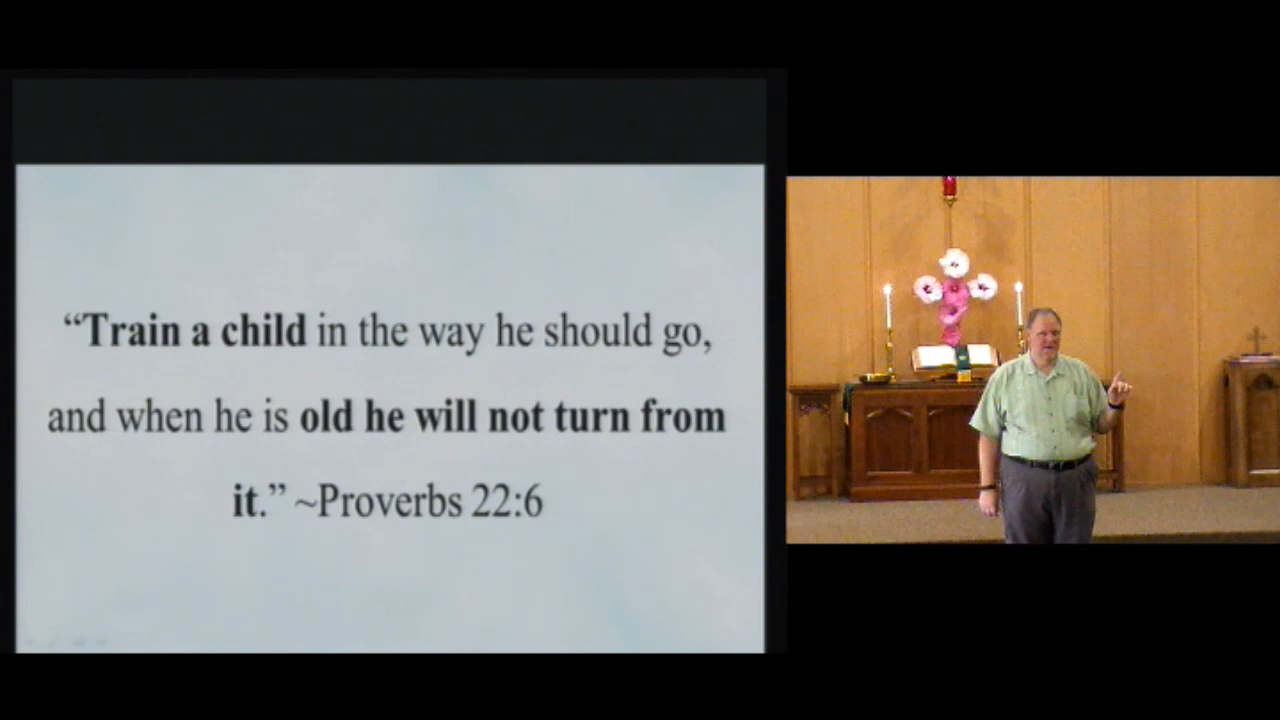 “Train a child in the way he should go,
and when he is old he will not turn from
it.” ~Proverbs 22:6